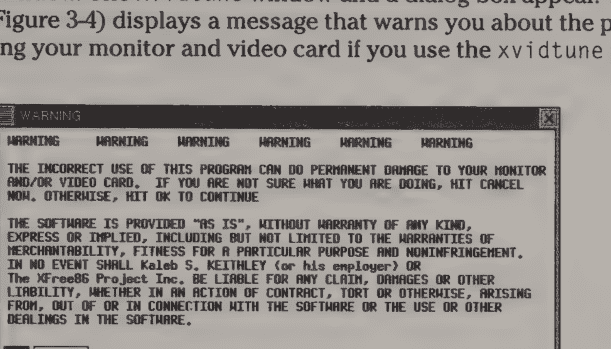 Figure 3-4) displays a message that warns you about the p
ng your monitor and video card if you use the xvidtune
WARNING
WARNING WARNING WARNING WARNING WARNING WARNING
THE INCORRECT USE OF THIS PROGRAM CAN DO PERMANENT DAMAGE TO YOUR MONITOR
AND/OR VIDEO CARD. IF YOU ARE NOT SURE WHAT YOU ARE DOING, HIT CANCEL
NOW. OTHERWISE, HIT OK TO CONTINUE
THE SOFTWARE IS PROVIDED "AS IS", WITHOUT WARRANTY OF ANY KIND,
EXPRESS OR IMPLIED, INCLUDING BUT NOT LIMITED TO THE WARRANTIES OF
MERCHANTABILITY, FITNESS FOR A PARTICULAR PURPOSE AND NONINFRINGEMENT.
IN NO EVENT SHALL Kaleb S. KEITHLEY (or his employer) OR
The XFree86 Project Inc. BE LIABLE FOR ANY CLAIM, DAMAGES OR OTHER
LIABILITY, WHETHER IN AN ACTION OF CONTRACT, TORT OR OTHERWISE, ARISING
FROM, OUT OF OR IN CONNECTION WITH THE SOFTWARE OR THE USE OR OTHER
DEALINGS IN THE SOFTWARE.